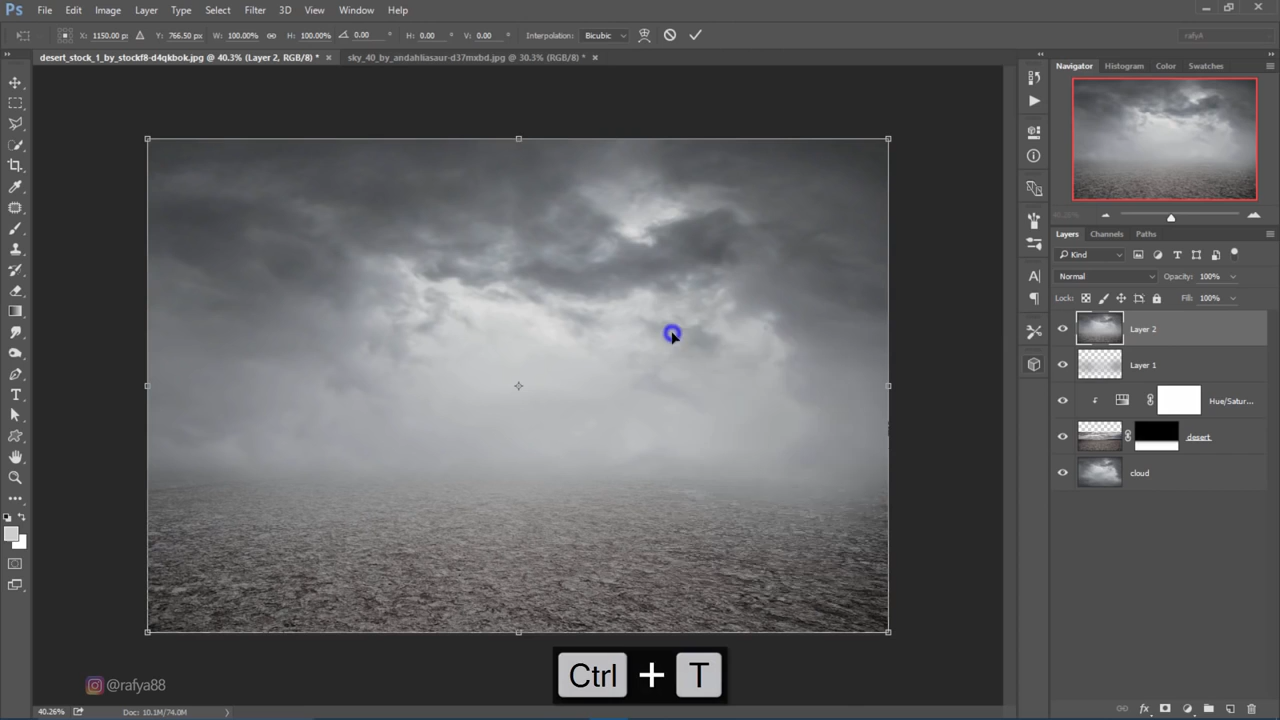 Ps File Edit Image Layer Type Select Filter 3D View Window Help
X: 1150.00 px Y: 766.50 px W: 100.00% H: 100.00% 0.00 ° H: 0.00 ° V: 0.00 ° Interpolation: Bicubic rafyA
desert_stock_1_by_stockf8-d4qkbok.jpg @ 40.3% (Layer 2, RGB/8) * × sky_40_by_andahliasaur-d37mxbd.jpg @ 30.3% (RGB/8) * ×
Navigator Histogram Color Swatches
40.26%
Layers Channels Paths
Kind
Normal Opacity: 100%
Lock: Fill: 100%
Layer 2
Layer 1
Hue/Satur...
desert
cloud
Ctrl + T
@rafya88
40.26% Doc: 10.1M/74.0M
fx